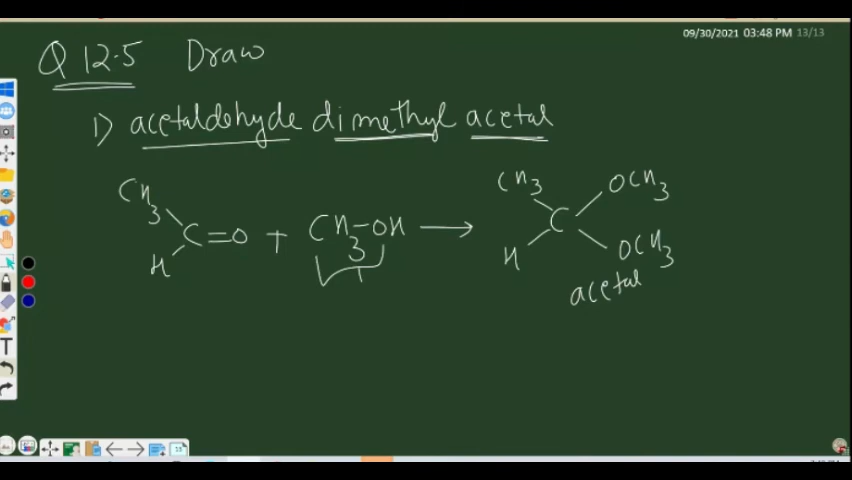 09/30/2021 03:48 PM 13/13
Q 12.5 Draw
1) acetaldehyde dimethyl acetal
CH3 CH3 OCH3
C=O + CH3-OH → C
H H OCH3
acetal
T